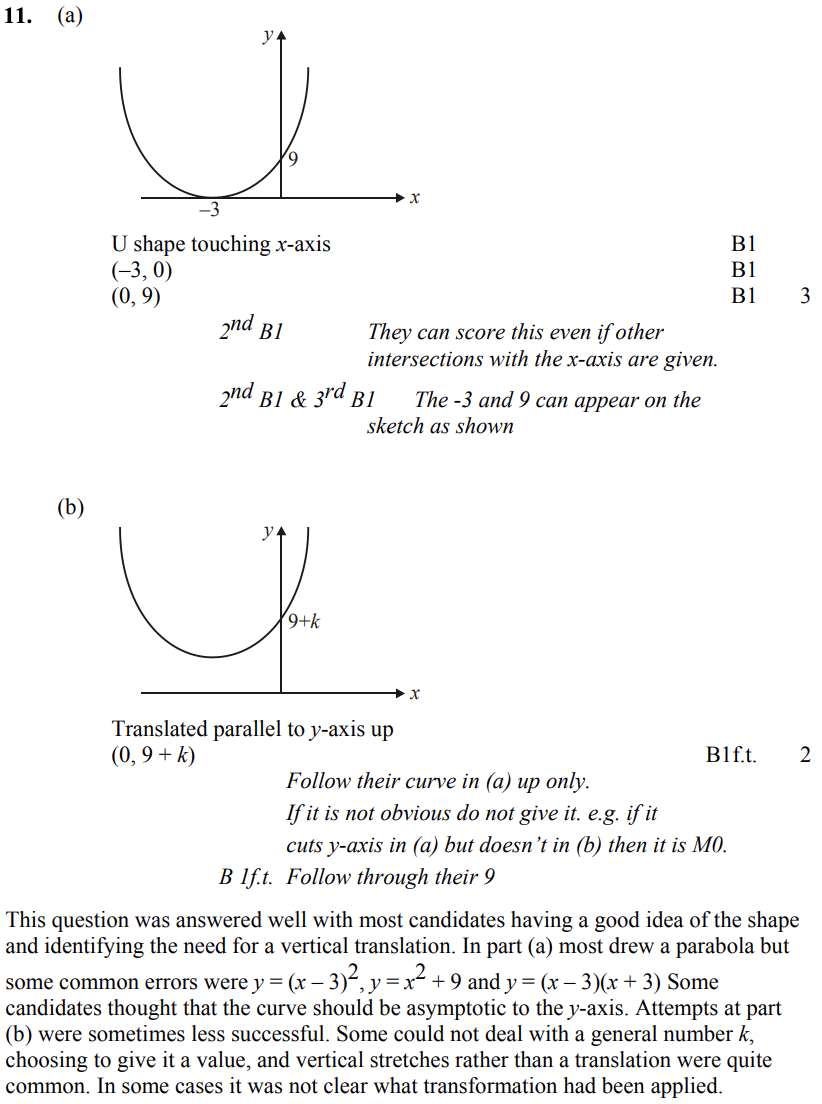 11. (a)
y
9
x
–3
U shape touching x-axis B1
(–3, 0) B1
(0, 9) B1 3
2nd B1 They can score this even if other
intersections with the x-axis are given.
2nd B1 & 3rd B1 The -3 and 9 can appear on the
sketch as shown
(b)
y
9+k
x
Translated parallel to y-axis up
(0, 9 + k) B1f.t. 2
Follow their curve in (a) up only.
If it is not obvious do not give it. e.g. if it
cuts y-axis in (a) but doesn’t in (b) then it is M0.
B 1f.t. Follow through their 9
This question was answered well with most candidates having a good idea of the shape
and identifying the need for a vertical translation. In part (a) most drew a parabola but
some common errors were y = (x – 3)², y = x² + 9 and y = (x – 3)(x + 3) Some
candidates thought that the curve should be asymptotic to the y-axis. Attempts at part
(b) were sometimes less successful. Some could not deal with a general number k,
choosing to give it a value, and vertical stretches rather than a translation were quite
common. In some cases it was not clear what transformation had been applied.